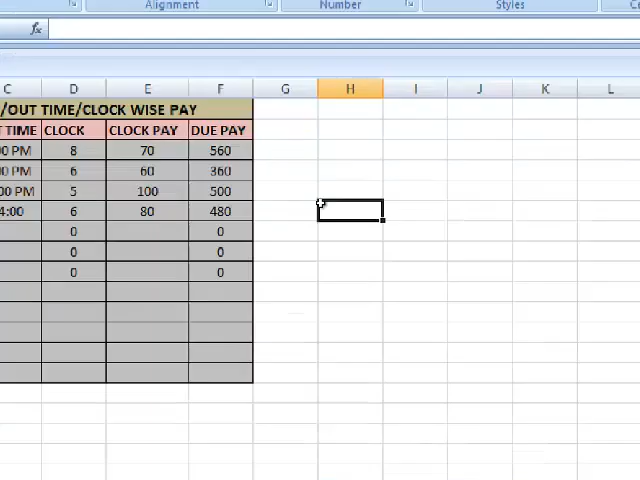 Alignment Number Styles
fx
C D E F G H I J K L
/OUT TIME/CLOCK WISE PAY
T TIME CLOCK CLOCK PAY DUE PAY
00 PM 8 70 560
00 PM 6 60 360
:00 PM 5 100 500
4:00 6 80 480
0 0
0 0
0 0